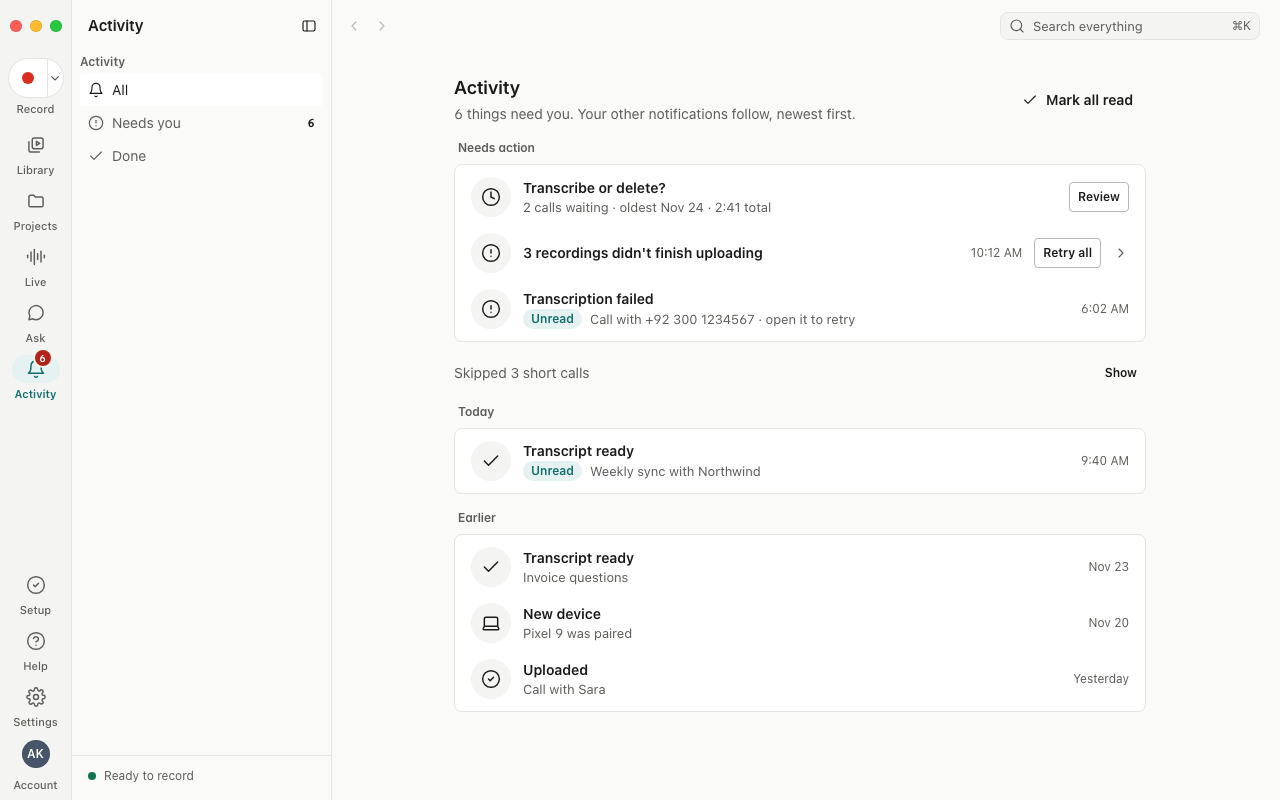 Activity
Search everything
⌘K
Record
Library
Projects
Live
Ask
6
Activity
Setup
Help
Settings
AK
Account
Activity
All
Needs you
6
Done
Ready to record
Activity
6 things need you. Your other notifications follow, newest first.
Mark all read
Needs action
Transcribe or delete?
2 calls waiting · oldest Nov 24 · 2:41 total
Review
3 recordings didn't finish uploading
10:12 AM
Retry all
Transcription failed
Unread Call with +92 300 1234567 · open it to retry
6:02 AM
Skipped 3 short calls
Show
Today
Transcript ready
Unread Weekly sync with Northwind
9:40 AM
Earlier
Transcript ready
Invoice questions
Nov 23
New device
Pixel 9 was paired
Nov 20
Uploaded
Call with Sara
Yesterday